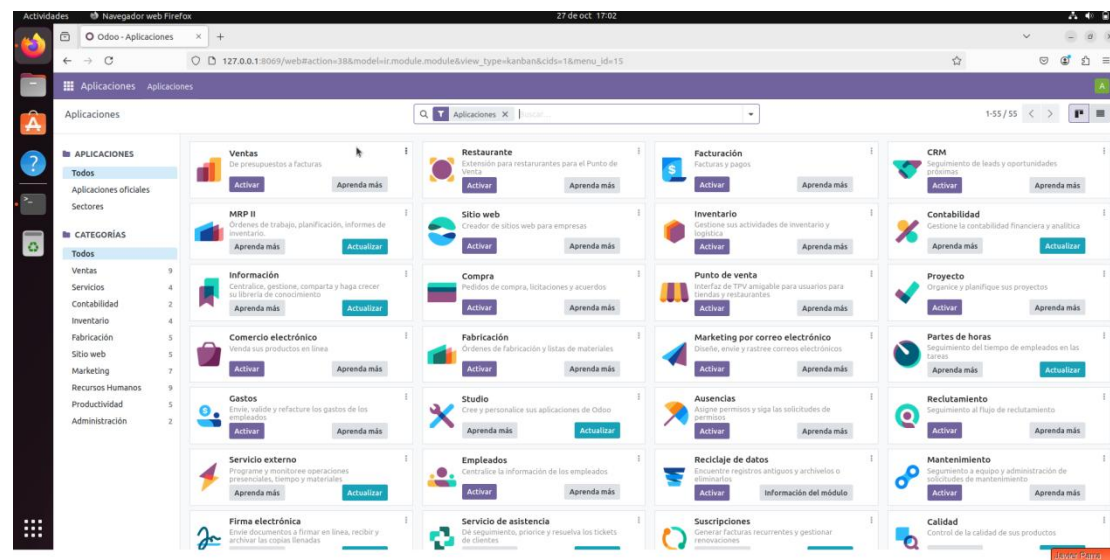 Actividades
Navegador web Firefox
27 de oct 17:02
Odoo - Aplicaciones
127.0.0.1:8069/web#action=38&model=ir.module.module&view_type=kanban&cids=1&menu_id=15
Aplicaciones Aplicaciones
A
Aplicaciones
Aplicaciones X Buscar...
1-55 / 55
APLICACIONES
Todos
Aplicaciones oficiales
Sectores
CATEGORÍAS
Todos
Ventas 9
Servicios 4
Contabilidad 2
Inventario 4
Fabricación 5
Sitio web 5
Marketing 7
Recursos Humanos 9
Productividad 5
Administración 2
Ventas
De presupuestos a facturas
Activar Aprenda más
Restaurante
Extensión para restarurantes para el Punto de
Venta
Activar Aprenda más
Facturación
Facturas y pagos
Activar Aprenda más
CRM
Seguimiento de leads y oportunidades
próximas
Activar Aprenda más
MRP II
Órdenes de trabajo, planificación, informes de
inventario.
Aprenda más Actualizar
Sitio web
Creador de sitios web para empresas
Activar Aprenda más
Inventario
Gestione sus actividades de inventario y
logística
Activar Aprenda más
Contabilidad
Gestione la contabilidad financiera y analítica
Aprenda más Actualizar
Información
Centralice, gestione, comparta y haga crecer
su librería de conocimiento
Aprenda más Actualizar
Compra
Pedidos de compra, licitaciones y acuerdos
Activar Aprenda más
Punto de venta
Interfaz de TPV amigable para usuarios para
tiendas y restaurantes
Activar Aprenda más
Proyecto
Organice y planifique sus proyectos
Activar Aprenda más
Comercio electrónico
Venda sus productos en línea
Activar Aprenda más
Fabricación
Órdenes de fabricación y listas de materiales
Activar Aprenda más
Marketing por correo electrónico
Diseñe, envíe y rastree correos electrónicos
Activar Aprenda más
Partes de horas
Seguimiento del tiempo de empleados en las
tareas
Aprenda más Actualizar
Gastos
Envíe, valide y refacture los gastos de los
empleados
Activar Aprenda más
Studio
Cree y personalice sus aplicaciones de Odoo
Aprenda más Actualizar
Ausencias
Asigne permisos y siga las solicitudes de
permisos
Activar Aprenda más
Reclutamiento
Seguimiento al flujo de reclutamiento
Activar Aprenda más
Servicio externo
Programe y monitoree operaciones
presenciales, tiempo y materiales
Aprenda más Actualizar
Empleados
Centralice la información de los empleados
Activar Aprenda más
Reciclaje de datos
Encuentre registros antiguos y archívelos o
elimínarlos
Activar Información del módulo
Mantenimiento
Segumiento a equipo y administración de
solicitudes de mantenimiento
Activar Aprenda más
Firma electrónica
Envíe documentos a firmar en línea, recibir y
archivar las copias llenadas
Servicio de asistencia
Dé seguimiento, priorice y resuelva los tickets
de clientes
Suscripciones
Generar facturas recurrentes y gestionar
renovaciones
Calidad
Control de la calidad de sus productos